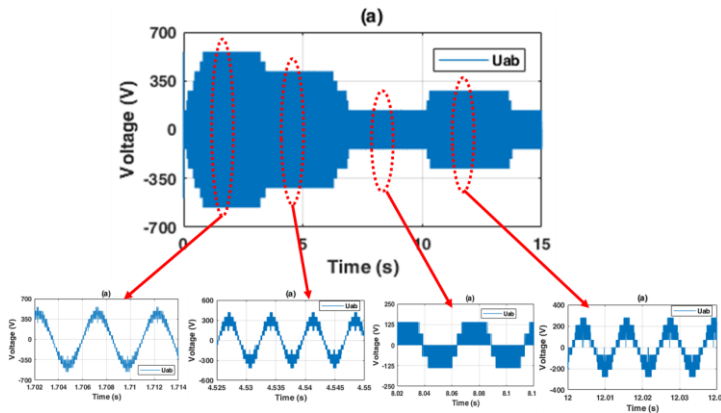 (a)
700
350
0
-350
-700
Voltage (V)
Uab
0
5
10
15
Time (s)
(a)
700
350
0
-350
-700
Voltage (V)
Uab
1.702 1.704 1.706 1.708 1.71 1.712 1.714
Time (s)
(a)
600
300
0
-300
-600
Voltage (V)
Uab
4.525 4.53 4.535 4.54 4.545 4.55
Time (s)
(a)
250
125
0
-125
-250
Voltage (V)
Uab
8.02 8.04 8.06 8.08 8.1
Time (s)
(a)
400
200
0
-200
-400
Voltage (V)
Uab
12 12.01 12.02 12.03
Time (s)